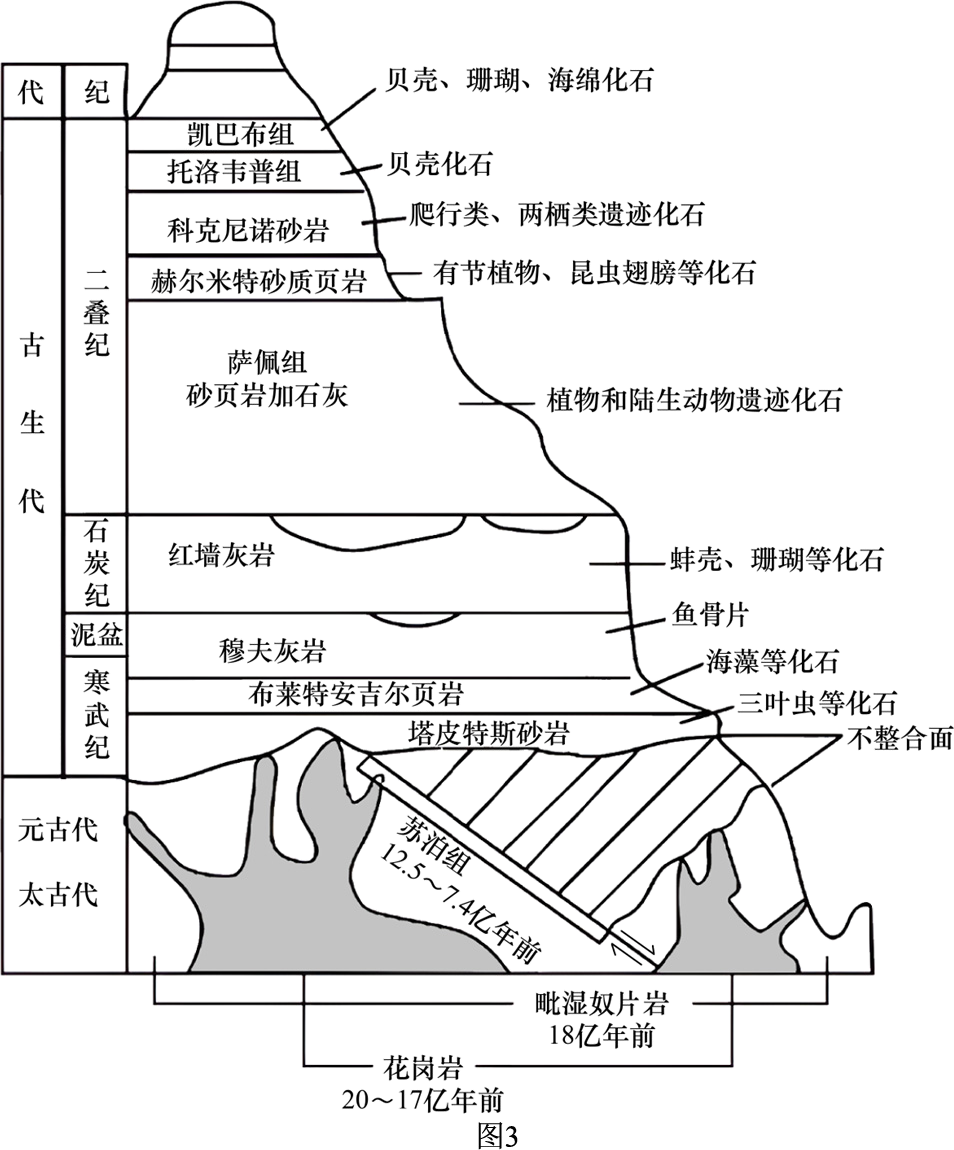 代 纪
贝壳、珊瑚、海绵化石
凯巴布组
托洛韦普组
贝壳化石
科克尼诺砂岩
爬行类、两栖类遗迹化石
赫尔米特砂质页岩
有节植物、昆虫翅膀等化石
二叠纪
古生代
萨佩组
砂页岩加石灰
植物和陆生动物遗迹化石
石炭纪
红墙灰岩
蚌壳、珊瑚等化石
泥盆
鱼骨片
穆夫灰岩
海藻等化石
寒武纪
布莱特安吉尔页岩
三叶虫等化石
塔皮特斯砂岩
不整合面
元古代
太古代
苏泊组
12.5～7.4亿年前
毗湿奴片岩
18亿年前
花岗岩
20～17亿年前
图3